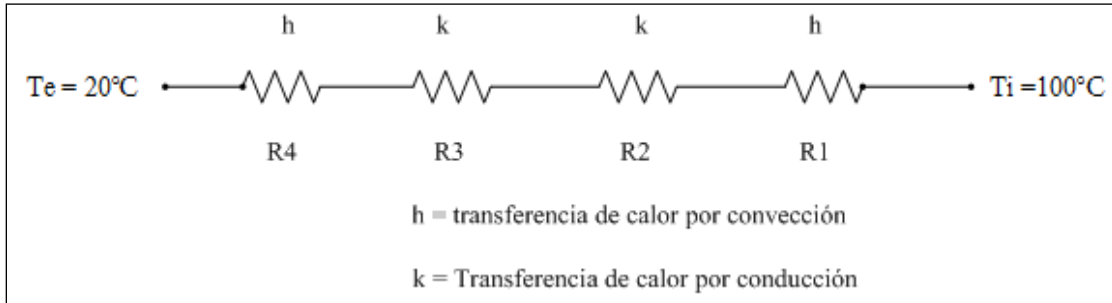 h k k h
Te = 20°C Ti =100°C
R4 R3 R2 R1
h = transferencia de calor por convección
k = Transferencia de calor por conducción